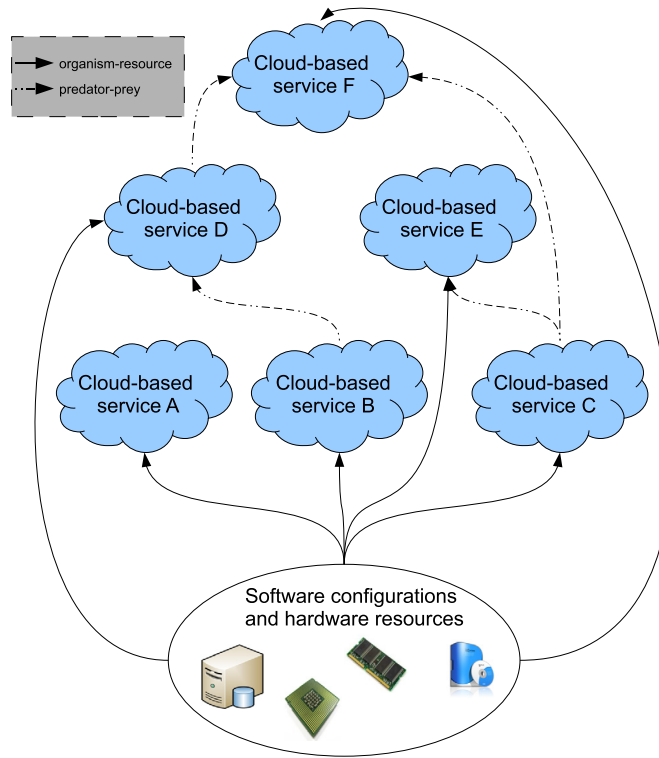 organism-resource
predator-prey
Cloud-based
service F
Cloud-based
service D
Cloud-based
service E
Cloud-based
service A
Cloud-based
service B
Cloud-based
service C
Software configurations
and hardware resources